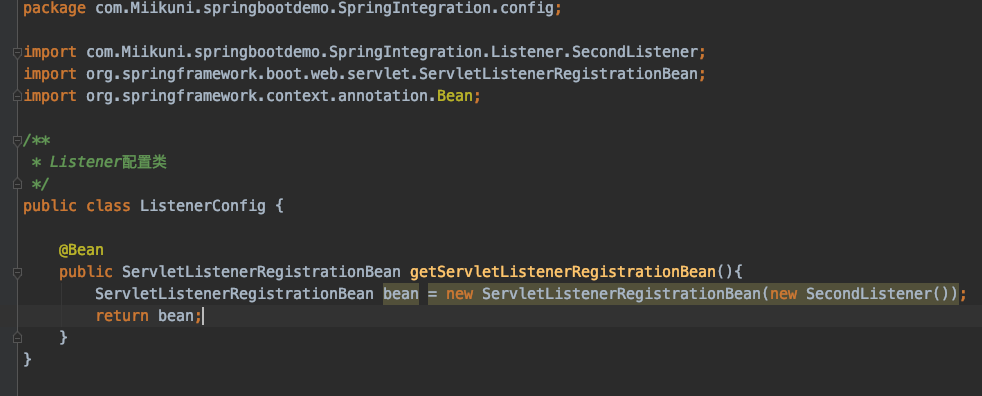 package com.Miikuni.springbootdemo.SpringIntegration.config;
import com.Miikuni.springbootdemo.SpringIntegration.Listener.SecondListener;
import org.springframework.boot.web.servlet.ServletListenerRegistrationBean;
import org.springframework.context.annotation.Bean;
/**
* Listener配置类
*/
public class ListenerConfig {
@Bean
public ServletListenerRegistrationBean getServletListenerRegistrationBean(){
ServletListenerRegistrationBean bean = new ServletListenerRegistrationBean(new SecondListener());
return bean;
}
}